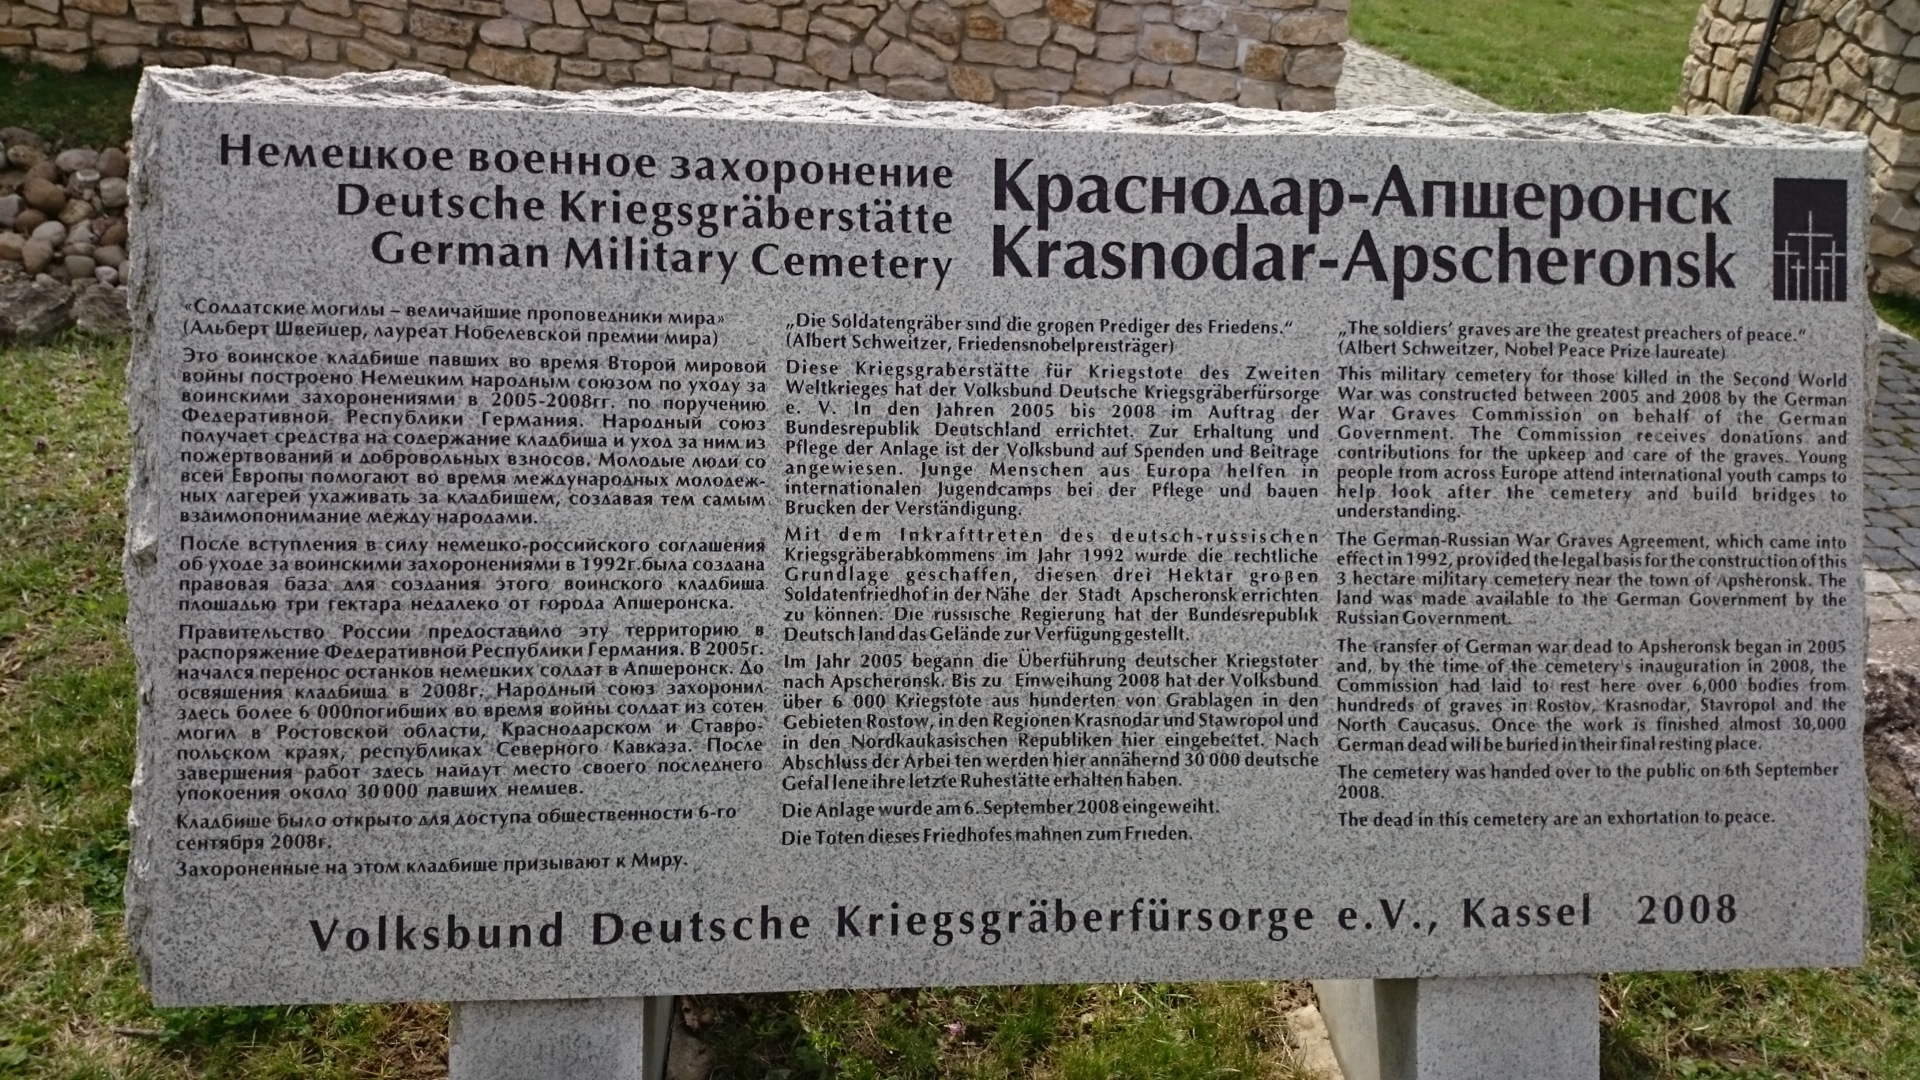 Немецкое военное захоронение
Deutsche Kriegsgräberstätte
German Military Cemetery
Краснодар-Апшеронск
Krasnodar-Apscheronsk
«Солдатские могилы – величайшие проповедники мира»
(Альберт Швейцер, лауреат Нобелевской премии мира)
Это воинское кладбище павших во время Второй мировой
войны построено Немецким народным союзом по уходу за
воинскими захоронениями в 2005-2008гг. по поручению
Федеративной Республики Германия. Народный союз
получает средства на содержание кладбища и уход за ним из
пожертвований и добровольных взносов. Молодые люди со
всей Европы помогают во время международных молодеж-
ных лагерей ухаживать за кладбищем, создавая тем самым
взаимопонимание между народами.
После вступления в силу немецко-российского соглашения
об уходе за воинскими захоронениями в 1992г.была создана
правовая база для создания этого воинского кладбища
площадью три гектара недалеко от города Апшеронска.
Правительство России предоставило эту территорию в
распоряжение Федеративной Республики Германия. В 2005г.
начался перенос останков немецких солдат в Апшеронск. До
освящения кладбища в 2008г. Народный союз захоронил
здесь более 6 000погибших во время войны солдат из сотен
могил в Ростовской области, Краснодарском и Ставро-
польском краях, республиках Северного Кавказа. После
завершения работ здесь найдут место своего последнего
упокоения около 30 000 павших немцев.
Кладбище было открыто для доступа общественности 6-го
сентября 2008г.
Захороненные на этом кладбище призывают к Миру.
„Die Soldatengräber sind die großen Prediger des Friedens.“
(Albert Schweitzer, Friedensnobelpreisträger)
Diese Kriegsgraberstätte für Kriegstote des Zweiten
Weltkrieges hat der Volksbund Deutsche Kriegsgräberfürsorge
e. V. In den Jahren 2005 bis 2008 im Auftrag der
Bundesrepublik Deutschland errichtet. Zur Erhaltung und
Pflege der Anlage ist der Volksbund auf Spenden und Beitrage
angewiesen. Junge Menschen aus Europa helfen in
internationalen Jugendcamps bei der Pflege und bauen
Brucken der Verständigung.
Mit dem Inkrafttreten des deutsch-russischen
Kriegsgräberabkommens im Jahr 1992 wurde die rechtliche
Grundlage geschaffen, diesen drei Hektar großen
Soldatenfriedhof in der Nähe der Stadt Apscheronsk errichten
zu können. Die russische Regierung hat der Bundesrepublik
Deutsch land das Gelände zur Verfügung gestellt.
Im Jahr 2005 begann die Überführung deutscher Kriegstoter
nach Apscheronsk. Bis zu Einweihung 2008 hat der Volksbund
über 6 000 Kriegstote aus hunderten von Grablagen in den
Gebieten Rostow, in den Regionen Krasnodar und Stawropol und
in den Nordkaukasischen Republiken hier eingebettet. Nach
Abschluss der Arbei ten werden hier annähernd 30 000 deutsche
Gefal lene ihre letzte Ruhestätte erhalten haben.
Die Anlage wurde am 6. September 2008 eingeweiht.
Die Toten dieses Friedhofes mahnen zum Frieden.
„The soldiers’ graves are the greatest preachers of peace.“
(Albert Schweitzer, Nobel Peace Prize laureate)
This military cemetery for those killed in the Second World
War was constructed between 2005 and 2008 by the German
War Graves Commission on behalf of the German
Government. The Commission receives donations and
contributions for the upkeep and care of the graves. Young
people from across Europe attend international youth camps to
help look after the cemetery and build bridges to
understanding.
The German-Russian War Graves Agreement, which came into
effect in 1992, provided the legal basis for the construction of this
3 hectare military cemetery near the town of Apsheronsk. The
land was made available to the German Government by the
Russian Government.
The transfer of German war dead to Apsheronsk began in 2005
and, by the time of the cemetery's inauguration in 2008, the
Commission had laid to rest here over 6,000 bodies from
hundreds of graves in Rostov, Krasnodar, Stavropol and the
North Caucasus. Once the work is finished almost 30,000
German dead will be buried in their final resting place.
The cemetery was handed over to the public on 6th September
2008.
The dead in this cemetery are an exhortation to peace.
Volksbund Deutsche Kriegsgräberfürsorge e.V., Kassel 2008